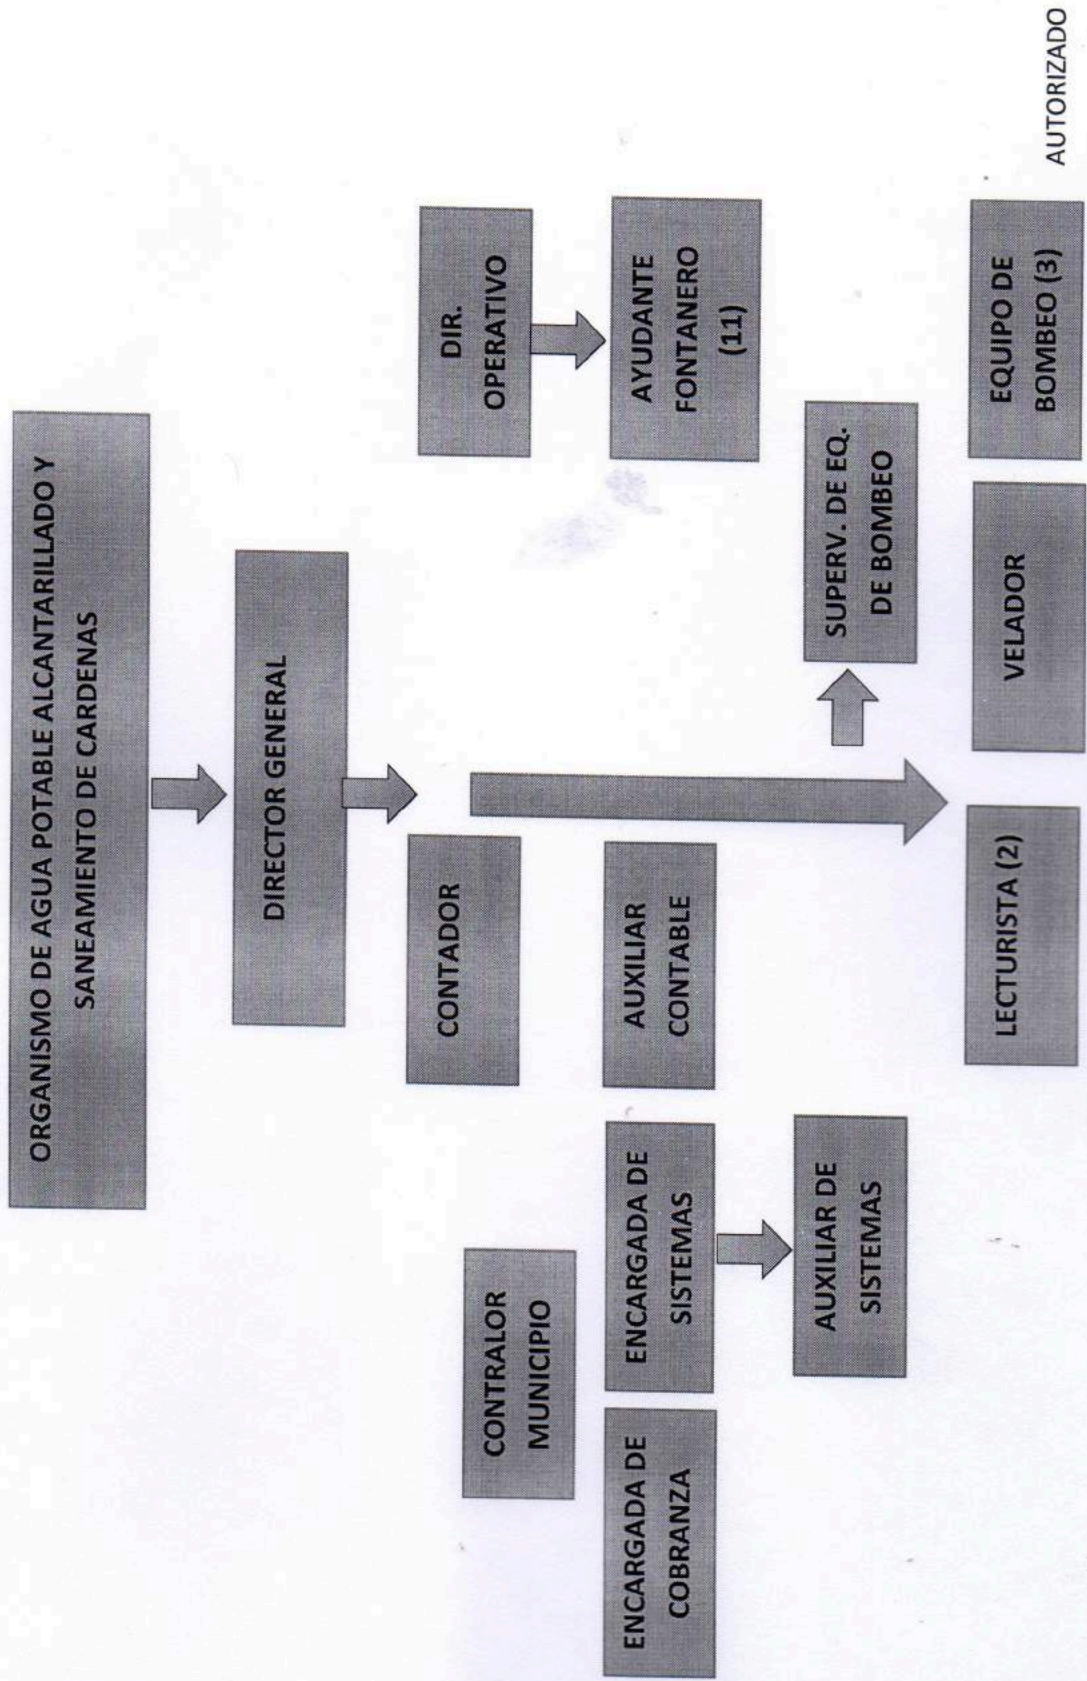 ORGANISMO DE AGUA POTABLE ALCANTARILLADO Y
SANEAMIENTO DE CARDENAS
DIRECTOR GENERAL
CONTADOR
DIR.
OPERATIVO
CONTRALOR
MUNICIPIO
ENCARGADA DE
COBRANZA
ENCARGADA DE
SISTEMAS
AUXILIAR
CONTABLE
AYUDANTE
FONTANERO
(11)
AUXILIAR DE
SISTEMAS
SUPERV. DE EQ.
DE BOMBEO
LECTURISTA (2)
VELADOR
EQUIPO DE
BOMBEO (3)
AUTORIZADO